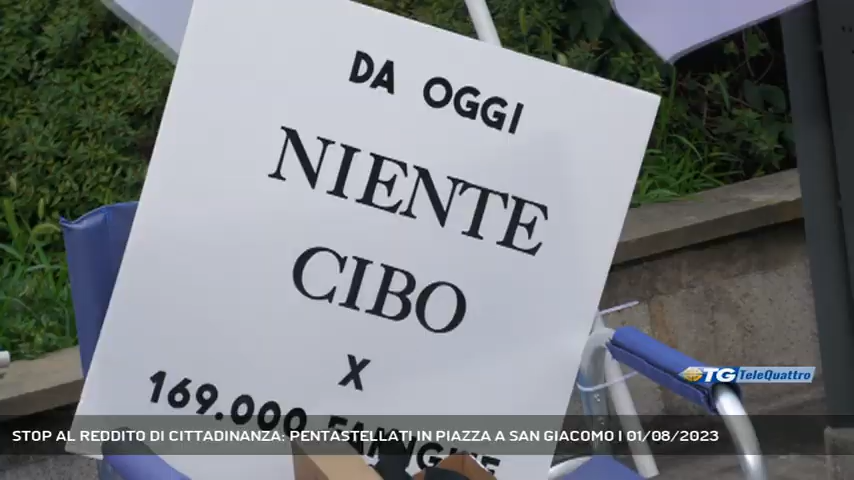 DA OGGI
NIENTE
CIBO
X
169.000 FAMIGLIE
TG TeleQuattro
STOP AL REDDITO DI CITTADINANZA: PENTASTELLATI IN PIAZZA A SAN GIACOMO | 01/08/2023